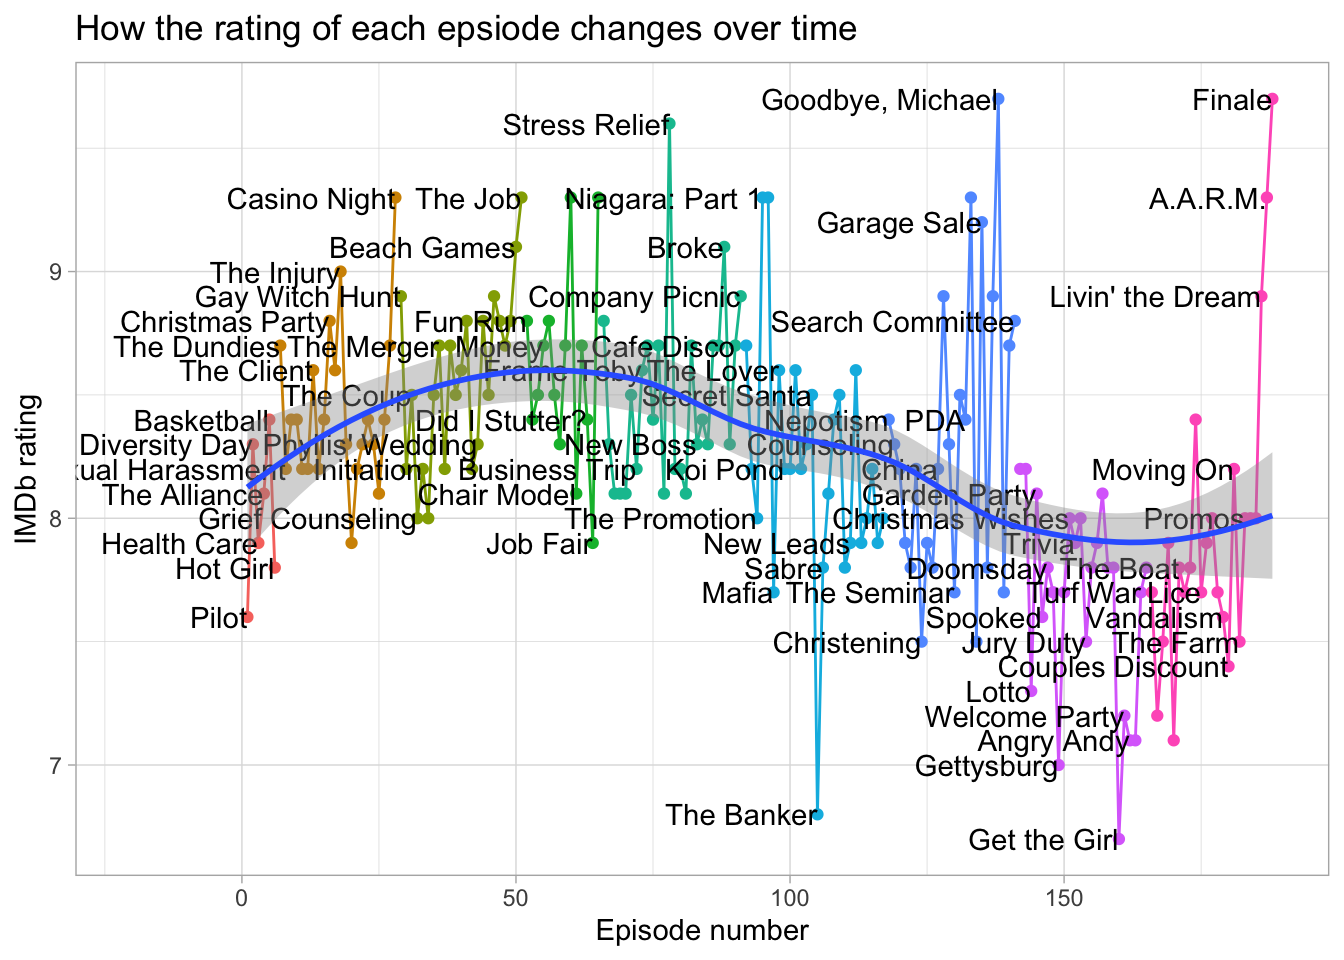 How the rating of each epsiode changes over time
Goodbye, Michael
Finale
Stress Relief
Casino Night
The Job
Niagara: Part 1
A.A.R.M.
Garage Sale
Beach Games
Broke
9
The Injury
Gay Witch Hunt
Company Picnic
Livin' the Dream
Christmas Party
Fun Run
Search Committee
The Dundies
The Merger
Money
Cafe Disco
The Client
Frame Toby
The Lover
The Coup
Secret Santa
Basketball
Did I Stutter?
Nepotism
PDA
Diversity Day
Phyllis' Wedding
New Boss
Counseling
xual Harassment
Initiation
Business Trip
Koi Pond
China
Moving On
The Alliance
Chair Model
Garden Party
8
Grief Counseling
The Promotion
Christmas Wishes
Promos
Health Care
Job Fair
New Leads
Trivia
Hot Girl
Sabre
Doomsday
The Boat
Mafia
The Seminar
Turf War
Lice
Pilot
Spooked
Vandalism
Christening
Jury Duty
The Farm
Couples Discount
Lotto
Welcome Party
Angry Andy
7
Gettysburg
The Banker
Get the Girl
IMDb rating
0
50
100
150
Episode number